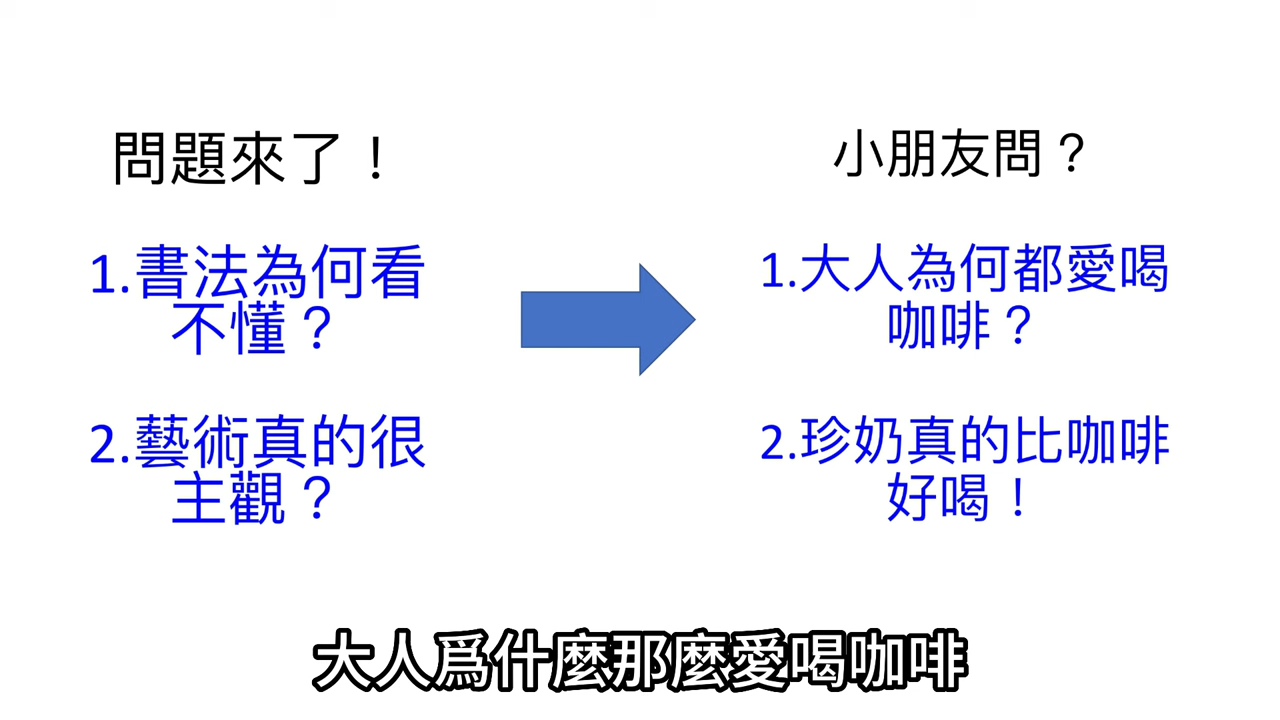 問題來了！
1.書法為何看
不懂？
2.藝術真的很
主觀？
小朋友問？
1.大人為何都愛喝
咖啡？
2.珍奶真的比咖啡
好喝！
大人爲什麼那麼愛喝咖啡